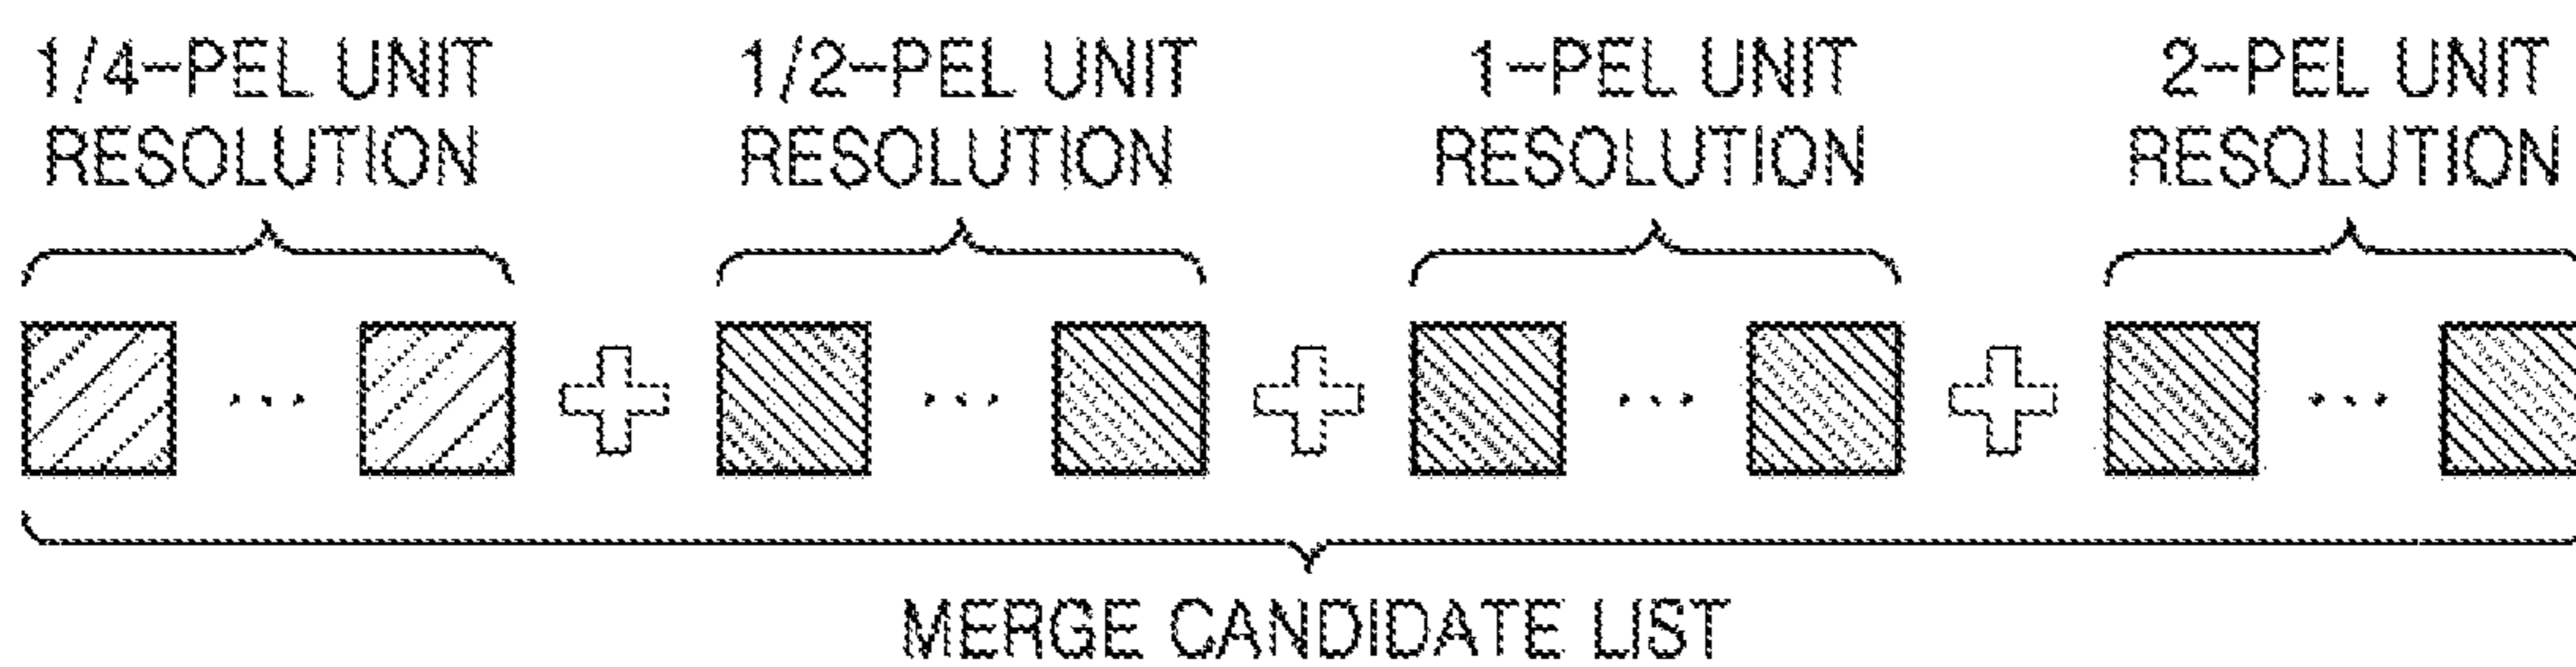 1/4-PEL UNIT
RESOLUTION
1/2-PEL UNIT
RESOLUTION
1-PEL UNIT
RESOLUTION
2-PEL UNIT
RESOLUTION
MERGE CANDIDATE LIST